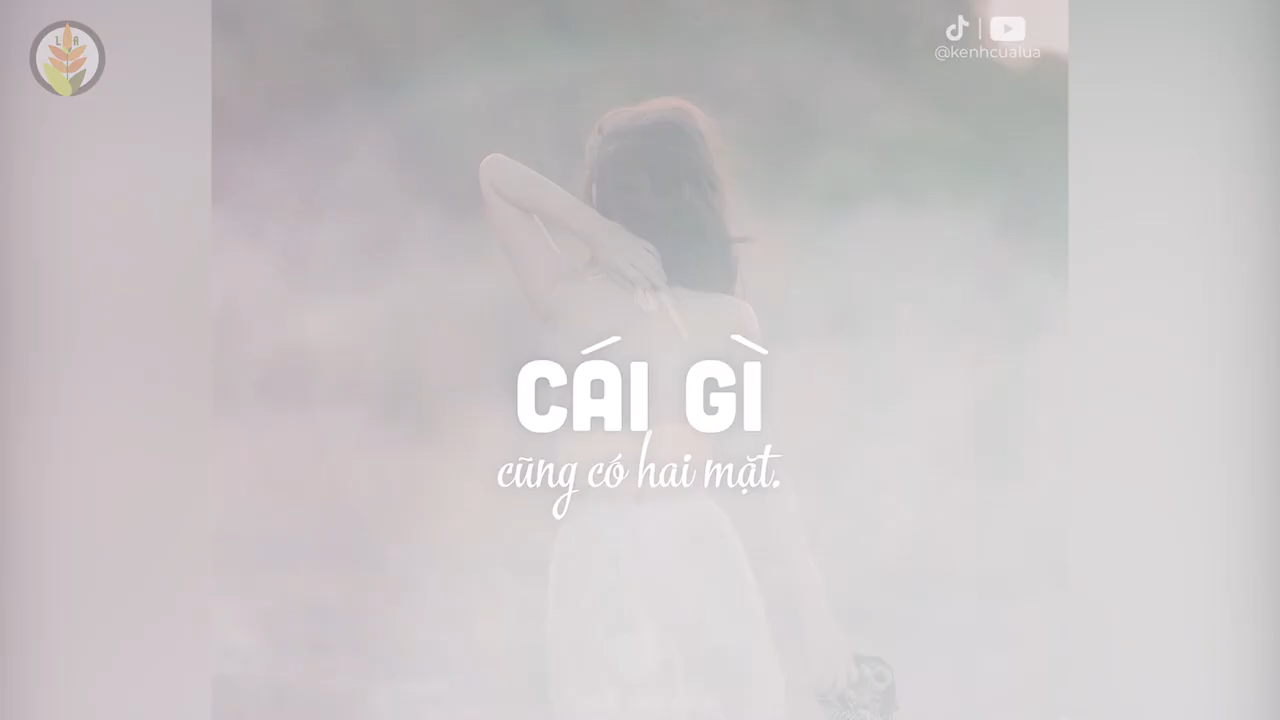 L A
@kenhcualua
CÁI GÌ
cũng có hai mặt.